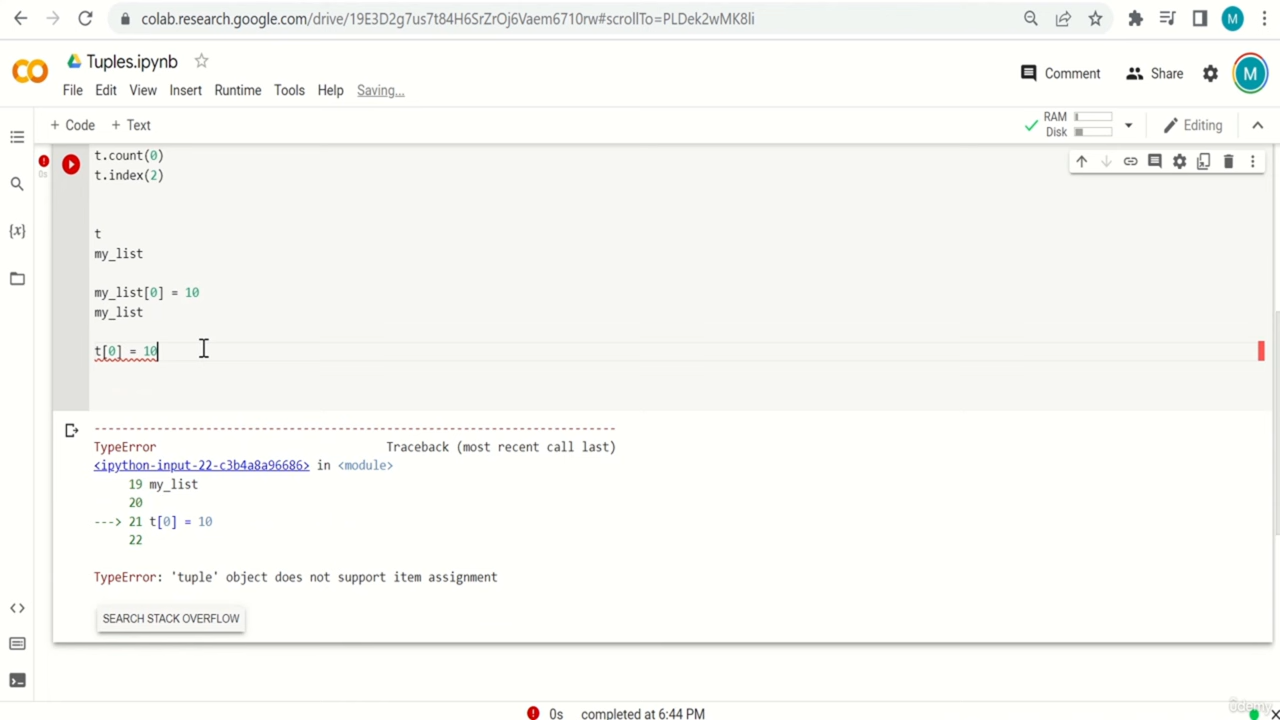 colab.research.google.com/drive/19E3D2g7us7t84H6SrZrOj6Vaem6710rw#scrollTo=PLDek2wMK8li
M
CO
Tuples.ipynb
Comment
Share
M
File Edit View Insert Runtime Tools Help Saving...
+ Code + Text
RAM
Disk
Editing
0s
t.count(0)
t.index(2)
{x}
t
my_list
my_list[0] = 10
my_list
t[0] = 10
---------------------------------------------------------------------------
TypeError Traceback (most recent call last)
<ipython-input-22-c3b4a8a96686> in <module>
19 my_list
20
---> 21 t[0] = 10
22
TypeError: 'tuple' object does not support item assignment
SEARCH STACK OVERFLOW
0s completed at 6:44 PM
ûdemy